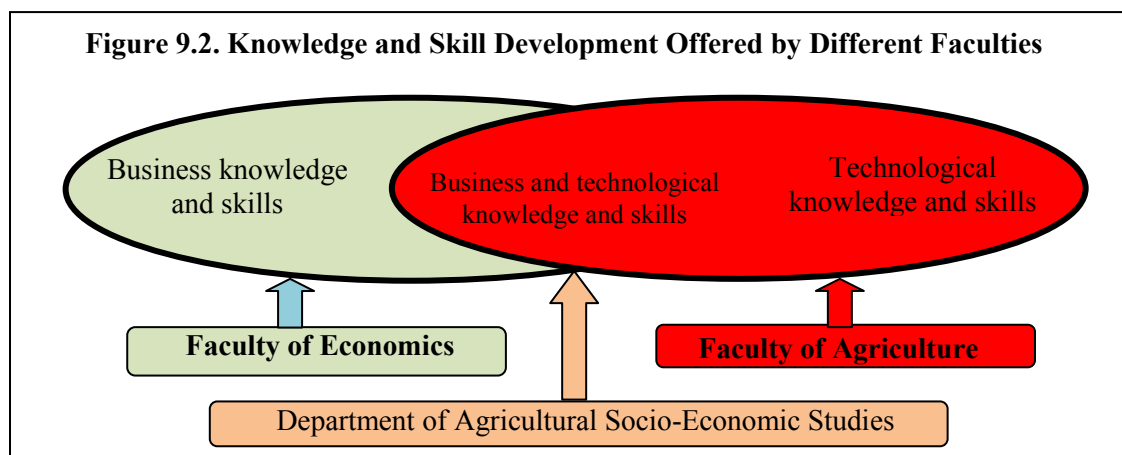 Figure 9.2. Knowledge and Skill Development Offered by Different Faculties
Business knowledge
and skills
Business and technological
knowledge and skills
Technological
knowledge and skills
Faculty of Economics
Faculty of Agriculture
Department of Agricultural Socio-Economic Studies